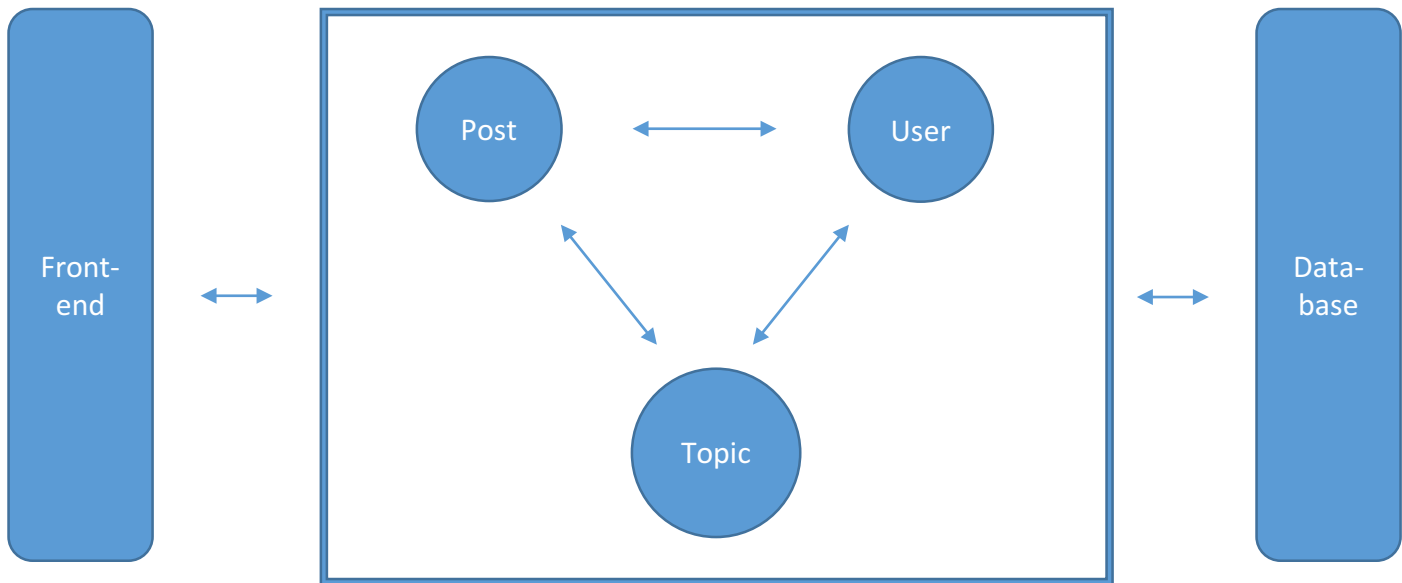 Post
User
Front-
end
Data-
base
Topic